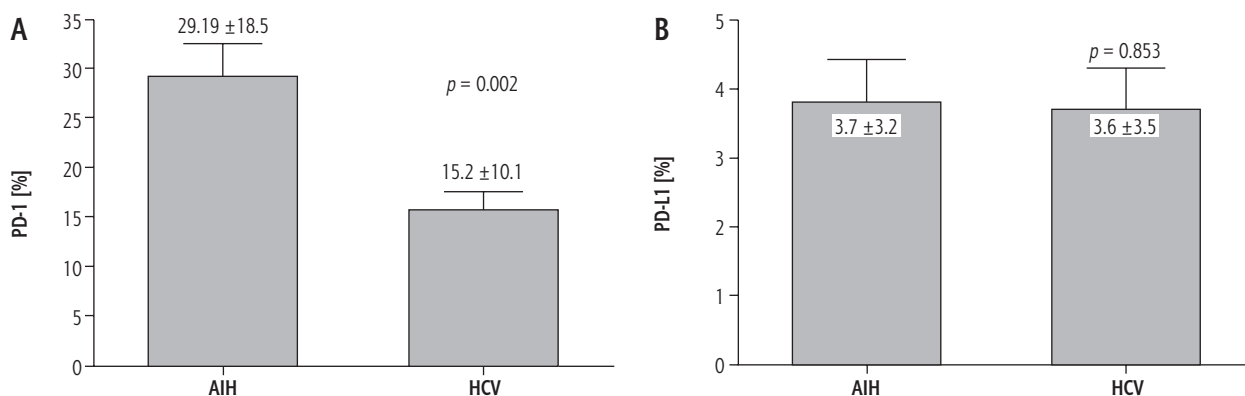 A
PD-1 [%]
35
30
25
20
15
10
5
0
29.19 ±18.5
p = 0.002
15.2 ±10.1
AIH
HCV
B
PD-L1 [%]
5
4
3
2
1
0
p = 0.853
3.7 ±3.2
3.6 ±3.5
AIH
HCV